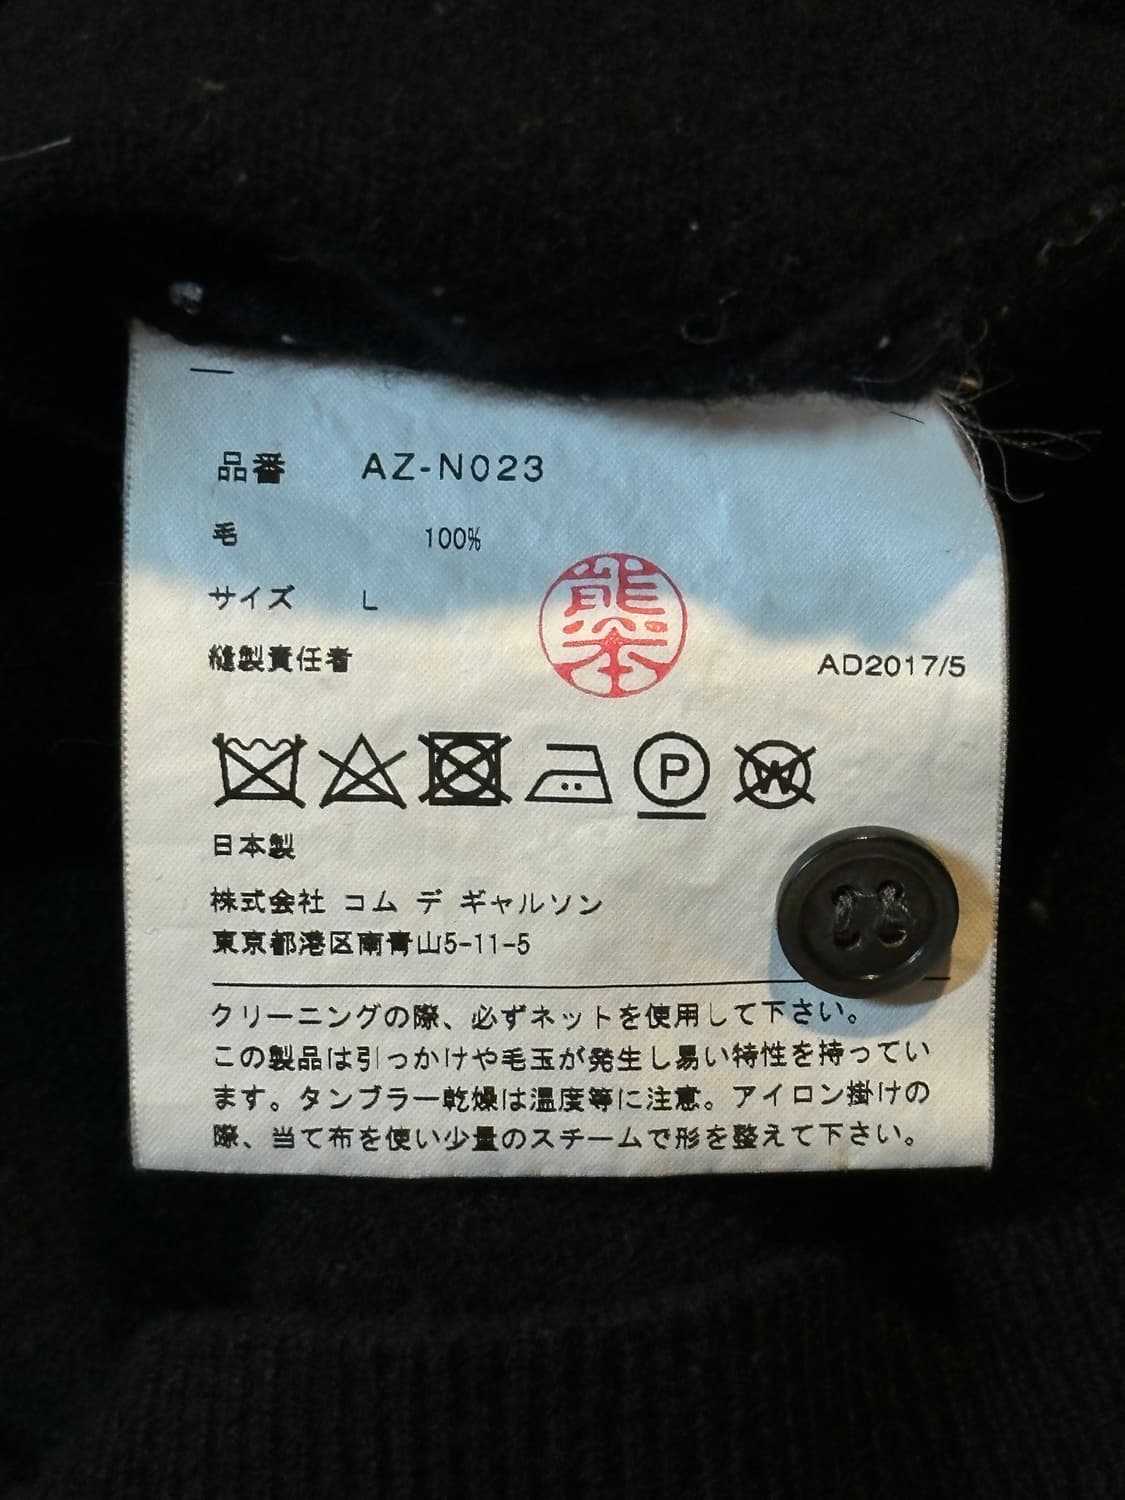 品番 AZ-N023
毛 100%
サイズ L
縫製責任者 熊本 AD2017/5
P W
日本製
株式会社 コム デ ギャルソン
東京都港区南青山5-11-5
クリーニングの際、必ずネットを使用して下さい。
この製品は引っかけや毛玉が発生し易い特性を持ってい
ます。タンブラー乾燥は温度等に注意。アイロン掛けの
際、当て布を使い少量のスチームで形を整えて下さい。